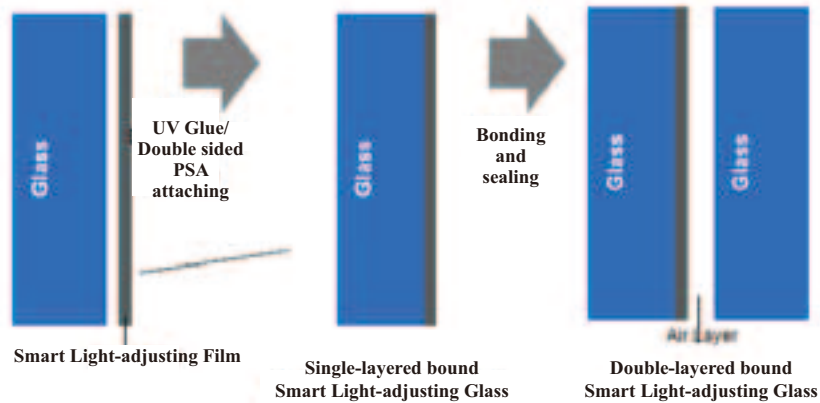 Glass
UV Glue/
Double sided
PSA
attaching
Smart Light-adjusting Film
Glass
Single-layered bound
Smart Light-adjusting Glass
Bonding
and
sealing
Glass
Glass
Air Layer
Double-layered bound
Smart Light-adjusting Glass